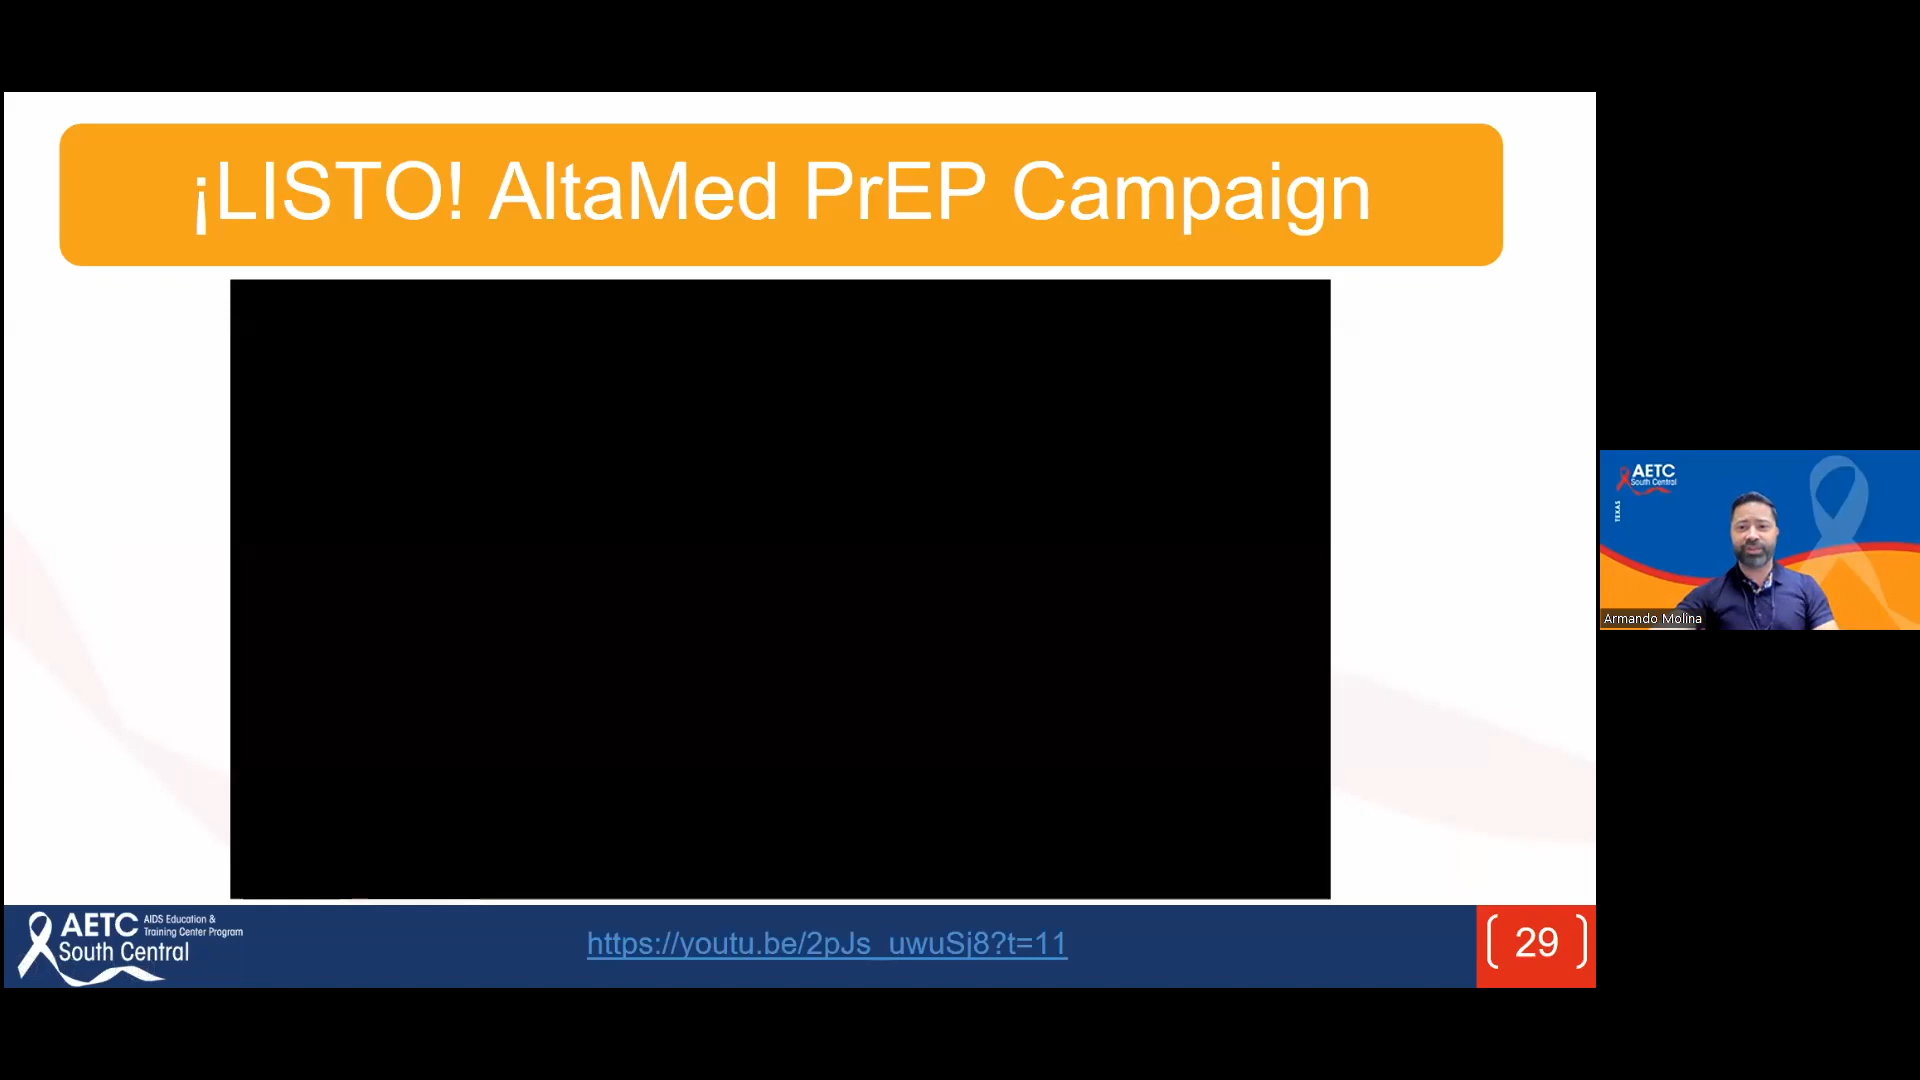 ¡LISTO! AltaMed PrEP Campaign
AETC
South Central
TEXAS
Armando Molina
AETC AIDS Education &
Training Center Program
South Central
https://youtu.be/2pJs_uwuSj8?t=11
29